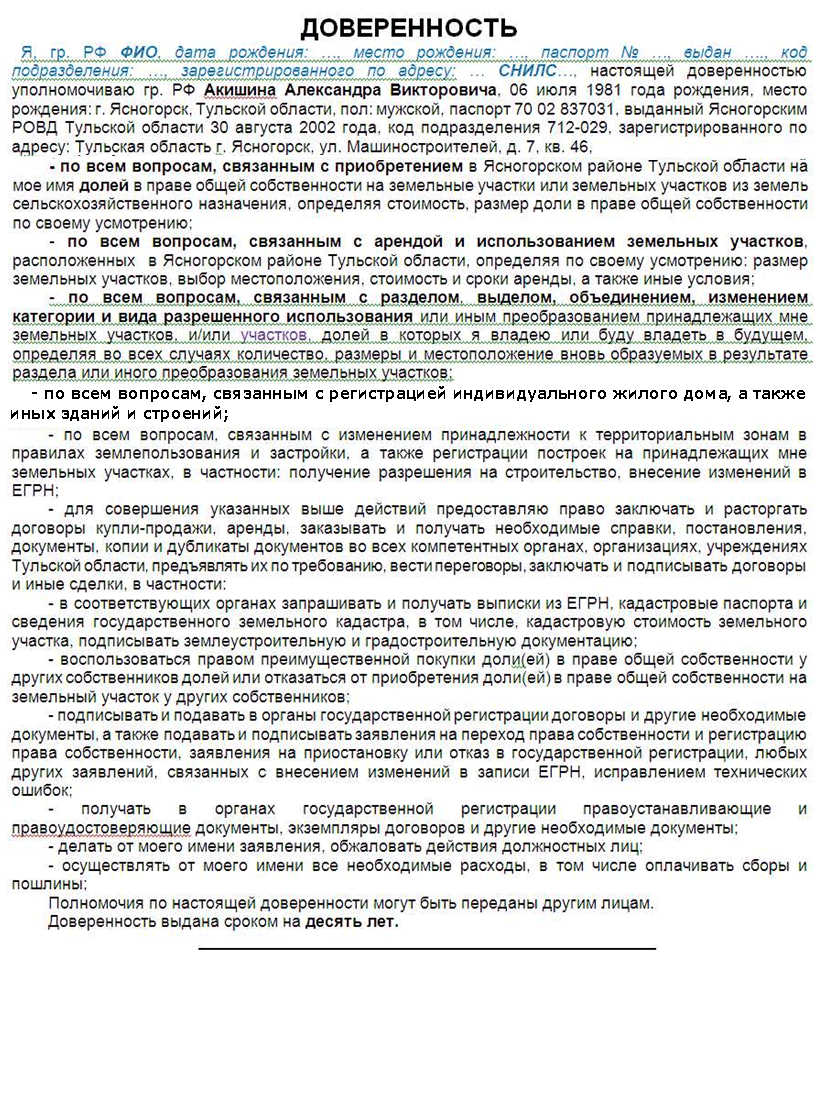 ДОВЕРЕННОСТЬ
Я, гр. РФ ФИО, дата рождения: …, место рождения: …, паспорт № …, выдан …., код
подразделения: …, зарегистрированного по адресу: … СНИЛС…, настоящей доверенностью
уполномочиваю гр. РФ Акишина Александра Викторовича, 06 июля 1981 года рождения, место
рождения: г. Ясногорск, Тульской области, пол: мужской, паспорт 70 02 837031, выданный Ясногорским
РОВД Тульской области 30 августа 2002 года, код подразделения 712-029, зарегистрированного по
адресу: Тульская область г. Ясногорск, ул. Машиностроителей, д. 7, кв. 46,
- по всем вопросам, связанным с приобретением в Ясногорском районе Тульской области на
мое имя долей в праве общей собственности на земельные участки или земельных участков из земель
сельскохозяйственного назначения, определяя стоимость, размер доли в праве общей собственности
по своему усмотрению;
- по всем вопросам, связанным с арендой и использованием земельных участков,
расположенных в Ясногорском районе Тульской области, определяя по своему усмотрению: размер
земельных участков, выбор местоположения, стоимость и сроки аренды, а также иные условия;
- по всем вопросам, связанным с разделом, выделом, объединением, изменением
категории и вида разрешенного использования или иным преобразованием принадлежащих мне
земельных участков, и/или участков, долей в которых я владею или буду владеть в будущем,
определяя во всех случаях количество, размеры и местоположение вновь образуемых в результате
раздела или иного преобразования земельных участков;
- по всем вопросам, связанным с регистрацией индивидуального жилого дома, а также
иных зданий и строений;
- по всем вопросам, связанным с изменением принадлежности к территориальным зонам в
правилах землепользования и застройки, а также регистрации построек на принадлежащих мне
земельных участках, в частности: получение разрешения на строительство, внесение изменений в
ЕГРН;
- для совершения указанных выше действий предоставляю право заключать и расторгать
договоры купли-продажи, аренды, заказывать и получать необходимые справки, постановления,
документы, копии и дубликаты документов во всех компетентных органах, организациях, учреждениях
Тульской области, предъявлять их по требованию, вести переговоры, заключать и подписывать договоры
и иные сделки, в частности:
- в соответствующих органах запрашивать и получать выписки из ЕГРН, кадастровые паспорта и
сведения государственного земельного кадастра, в том числе, кадастровую стоимость земельного
участка, подписывать землеустроительную и градостроительную документацию;
- воспользоваться правом преимущественной покупки доли(ей) в праве общей собственности у
других собственников долей или отказаться от приобретения доли(ей) в праве общей собственности на
земельный участок у других собственников;
- подписывать и подавать в органы государственной регистрации договоры и другие необходимые
документы, а также подавать и подписывать заявления на переход права собственности и регистрацию
права собственности, заявления на приостановку или отказ в государственной регистрации, любых
других заявлений, связанных с внесением изменений в записи ЕГРН, исправлением технических
ошибок;
- получать в органах государственной регистрации правоустанавливающие и
правоудостоверяющие документы, экземпляры договоров и другие необходимые документы;
- делать от моего имени заявления, обжаловать действия должностных лиц;
- осуществлять от моего имени все необходимые расходы, в том числе оплачивать сборы и
пошлины;
Полномочия по настоящей доверенности могут быть переданы другим лицам.
Доверенность выдана сроком на десять лет.